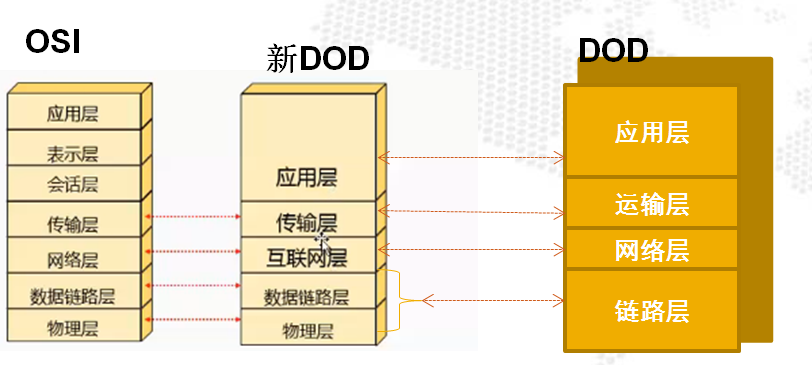 OSI
新DOD
DOD
应用层
表示层
会话层
传输层
网络层
数据链路层
物理层
应用层
传输层
互联网层
数据链路层
物理层
应用层
运输层
网络层
链路层